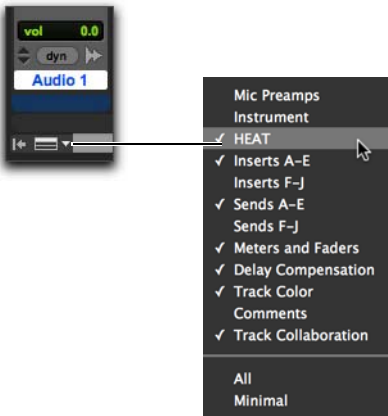 vol 0.0
dyn
Audio 1
Mic Preamps
Instrument
✓ HEAT
✓ Inserts A–E
Inserts F–J
✓ Sends A–E
Sends F–J
✓ Meters and Faders
✓ Delay Compensation
✓ Track Color
Comments
✓ Track Collaboration
All
Minimal